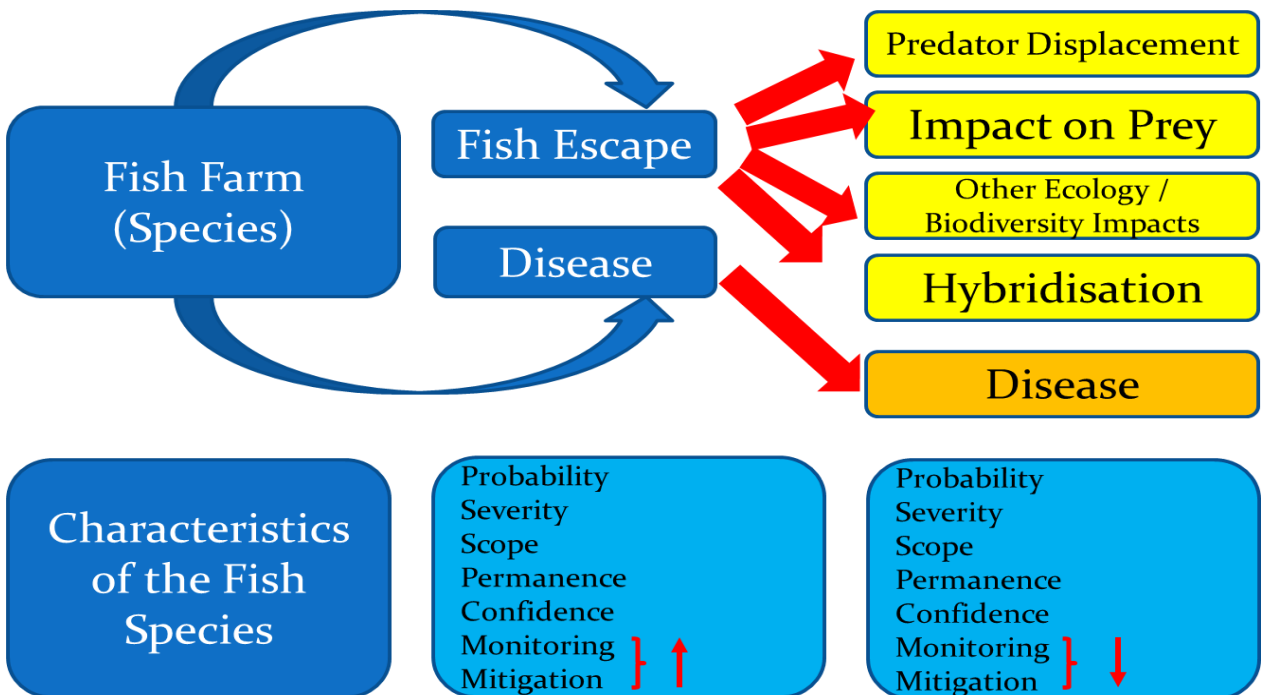 Predator Displacement
Fish Farm
(Species)
Fish Escape
Impact on Prey
Other Ecology /
Biodiversity Impacts
Disease
Hybridisation
Disease
Characteristics
of the Fish
Species
Probability
Severity
Scope
Permanence
Confidence
Monitoring
Mitigation
Probability
Severity
Scope
Permanence
Confidence
Monitoring
Mitigation